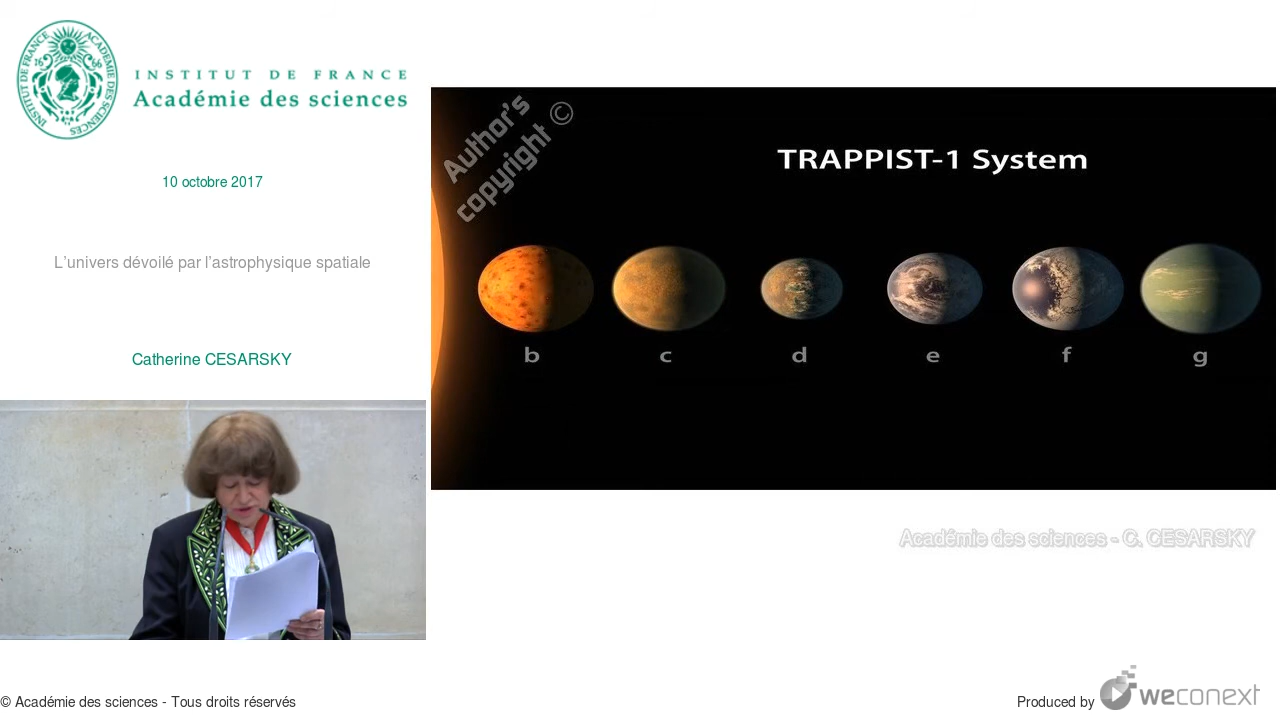 INSTITUT DE FRANCE
Académie des sciences
10 octobre 2017
L'univers dévoilé par l'astrophysique spatiale
Catherine CESARSKY
Author's
copyright ©
TRAPPIST-1 System
b c d e f g
Académie des sciences - C. CESARSKY
© Académie des sciences - Tous droits réservés
Produced by weconext